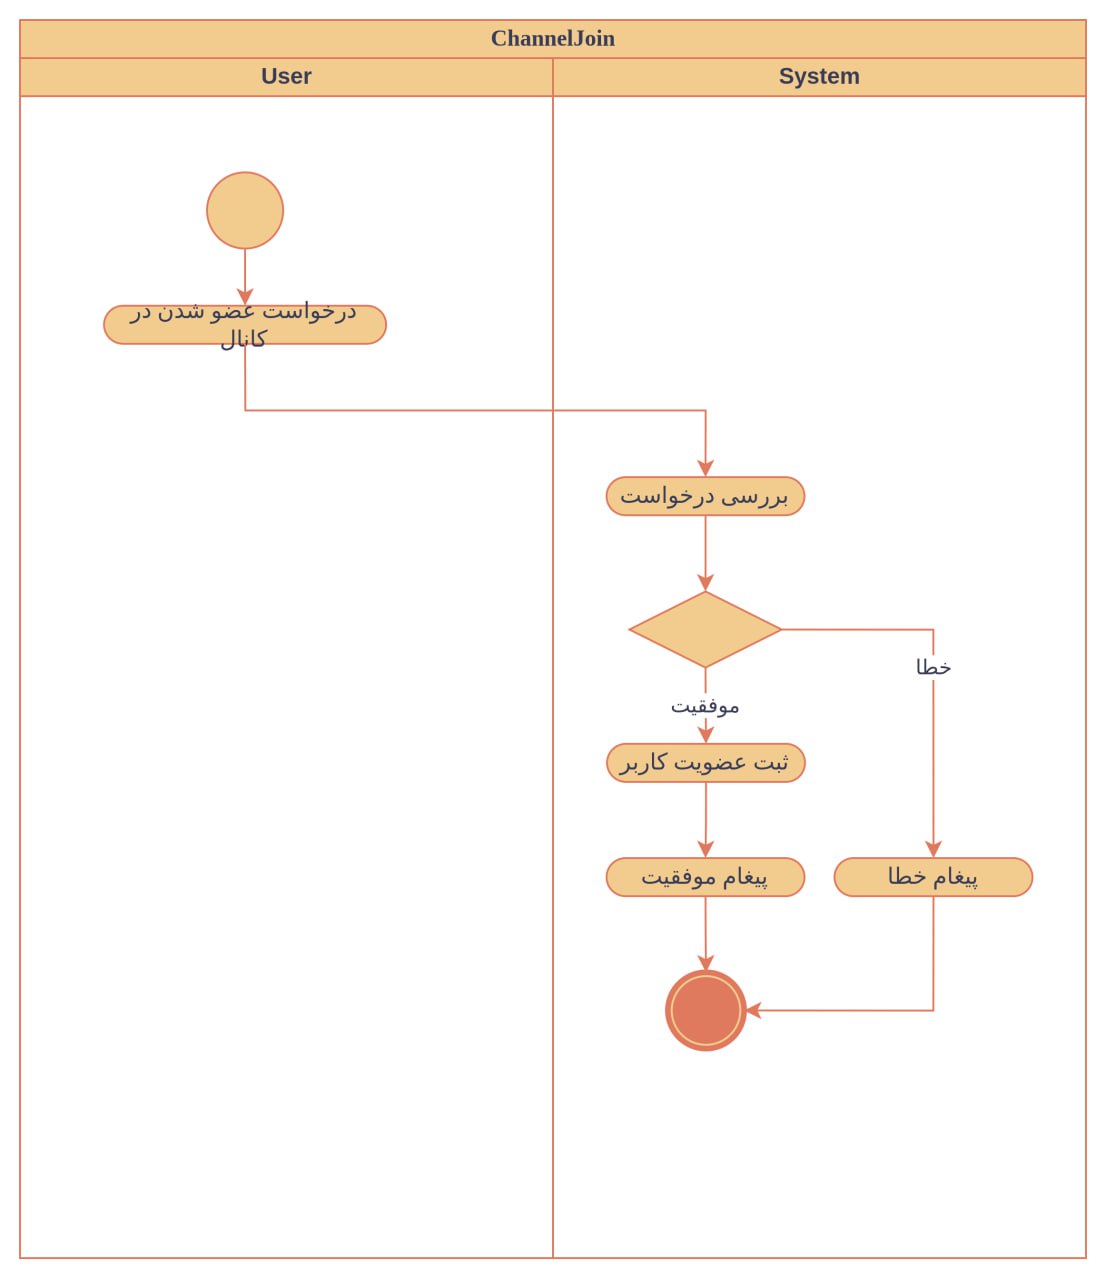 ChannelJoin
User
System
درخواست عضو شدن در
کانال
بررسی درخواست
خطا
موفقیت
ثبت عضویت کاربر
پیغام موفقیت
پیغام خطا